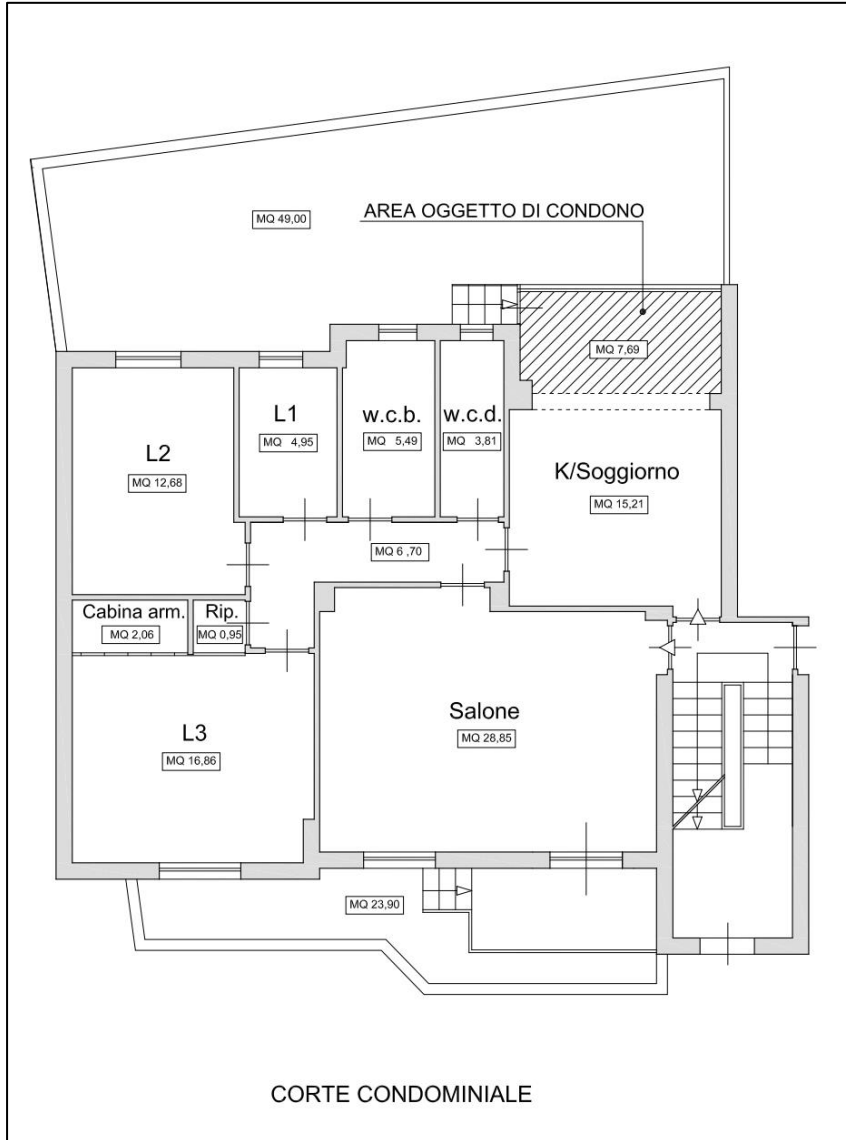 AREA OGGETTO DI CONDONO
MQ 49,00
MQ 7,69
L1
MQ 4,95
w.c.b.
MQ 5,49
w.c.d.
MQ 3,81
L2
MQ 12,68
K/Soggiorno
MQ 15,21
MQ 6 ,70
Cabina arm.
MQ 2,06
Rip.
MQ 0,95
L3
MQ 16,86
Salone
MQ 28,85
MQ 23,90
CORTE CONDOMINIALE